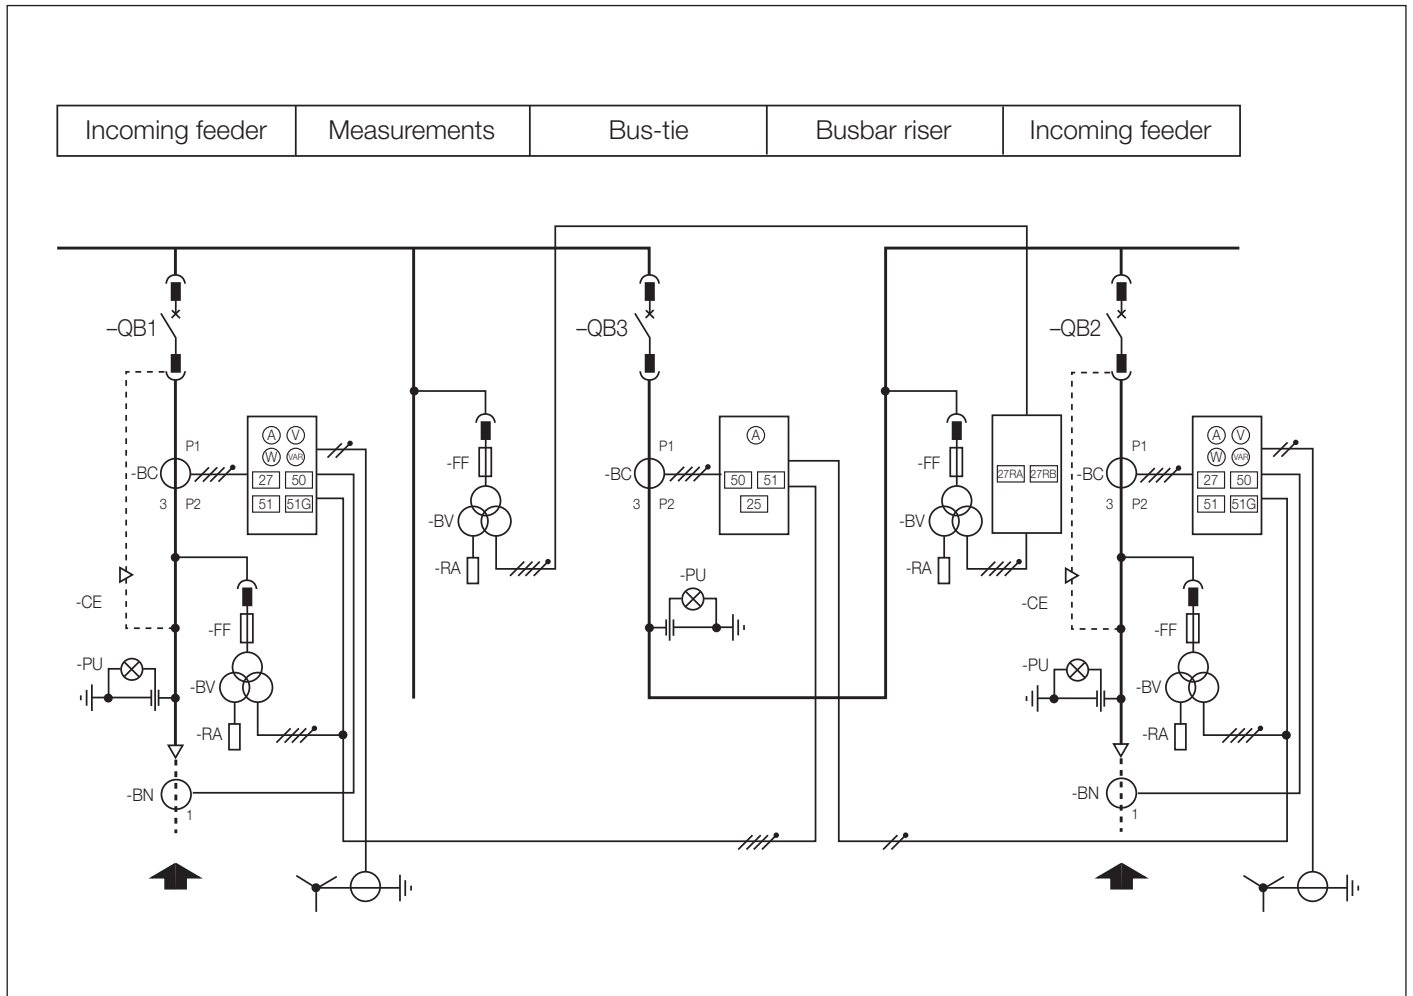 Incoming feeder Measurements Bus-tie Busbar riser Incoming feeder
–QB1 –QB3 –QB2
A V
W VAR
27 50
51 51G
P1
-BC
3 P2
-CE
-PU
-FF
-BV
-RA
-BN
1
-FF
-BV
-RA
A
50 51
25
P1
-BC
3 P2
-PU
-FF
-BV
-RA
27RA 27RB
A V
W VAR
27 50
51 51G
P1
-BC
3 P2
-CE
-PU
-FF
-BV
-RA
-BN
1